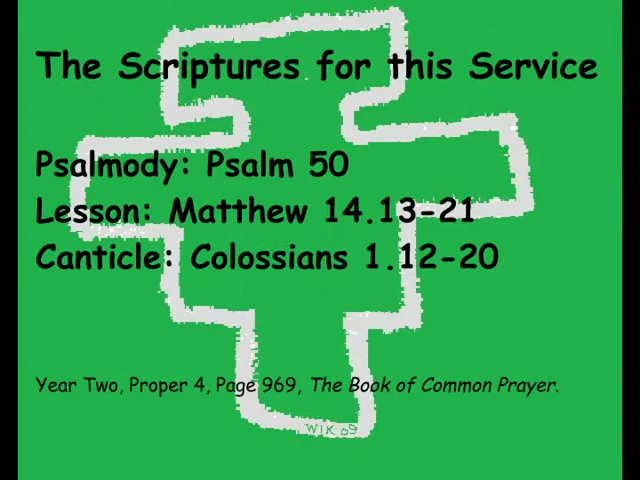 The Scriptures for this Service
Psalmody: Psalm 50
Lesson: Matthew 14.13-21
Canticle: Colossians 1.12-20
Year Two, Proper 4, Page 969, The Book of Common Prayer.
WIK 09